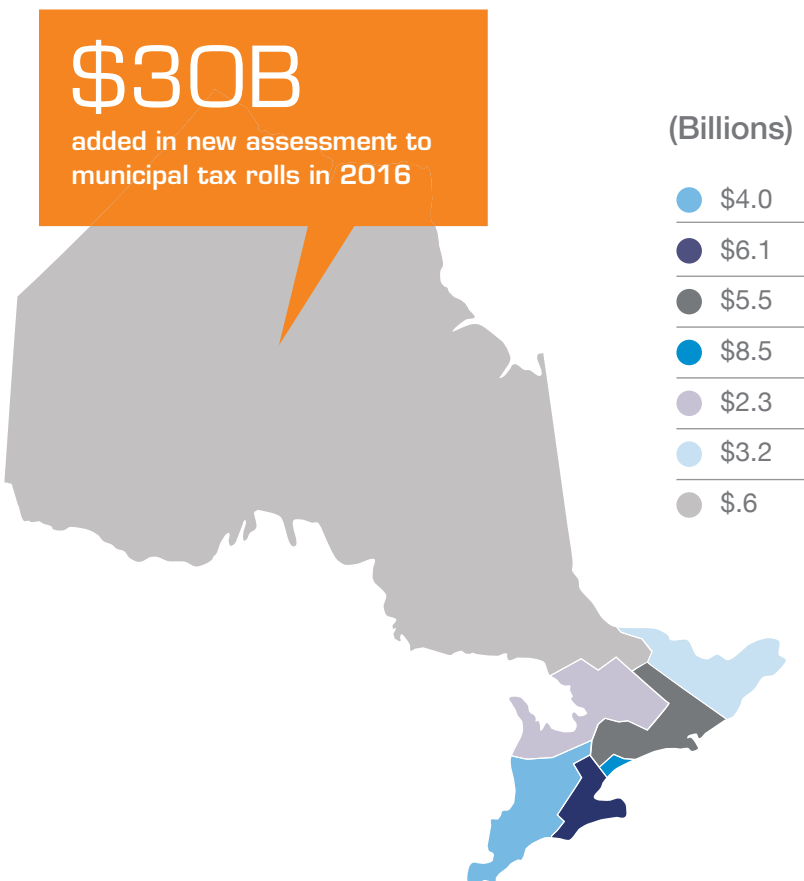 $30B
added in new assessment to
municipal tax rolls in 2016
(Billions)
$4.0
$6.1
$5.5
$8.5
$2.3
$3.2
$.6